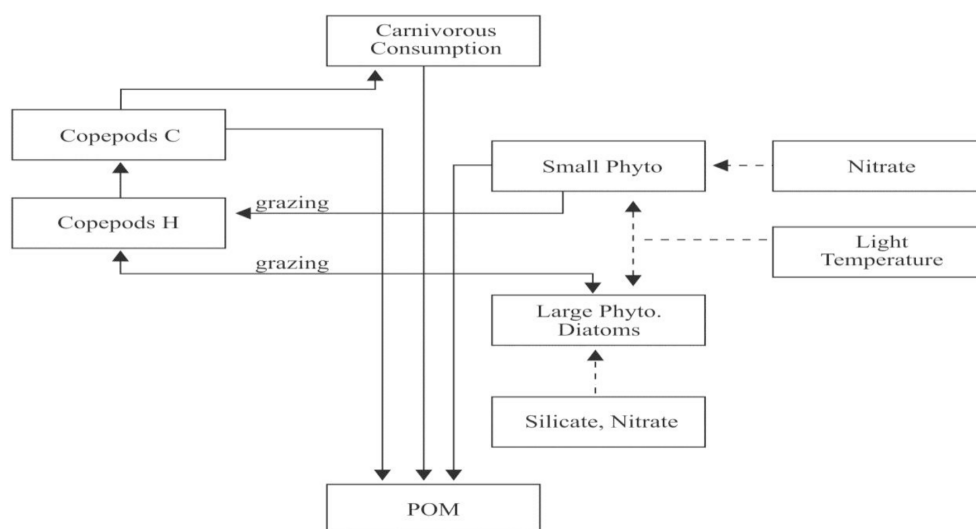 Carnivorous
Consumption
Copepods C
Small Phyto
Nitrate
Copepods H
grazing
Light
Temperature
grazing
Large Phyto.
Diatoms
Silicate, Nitrate
POM